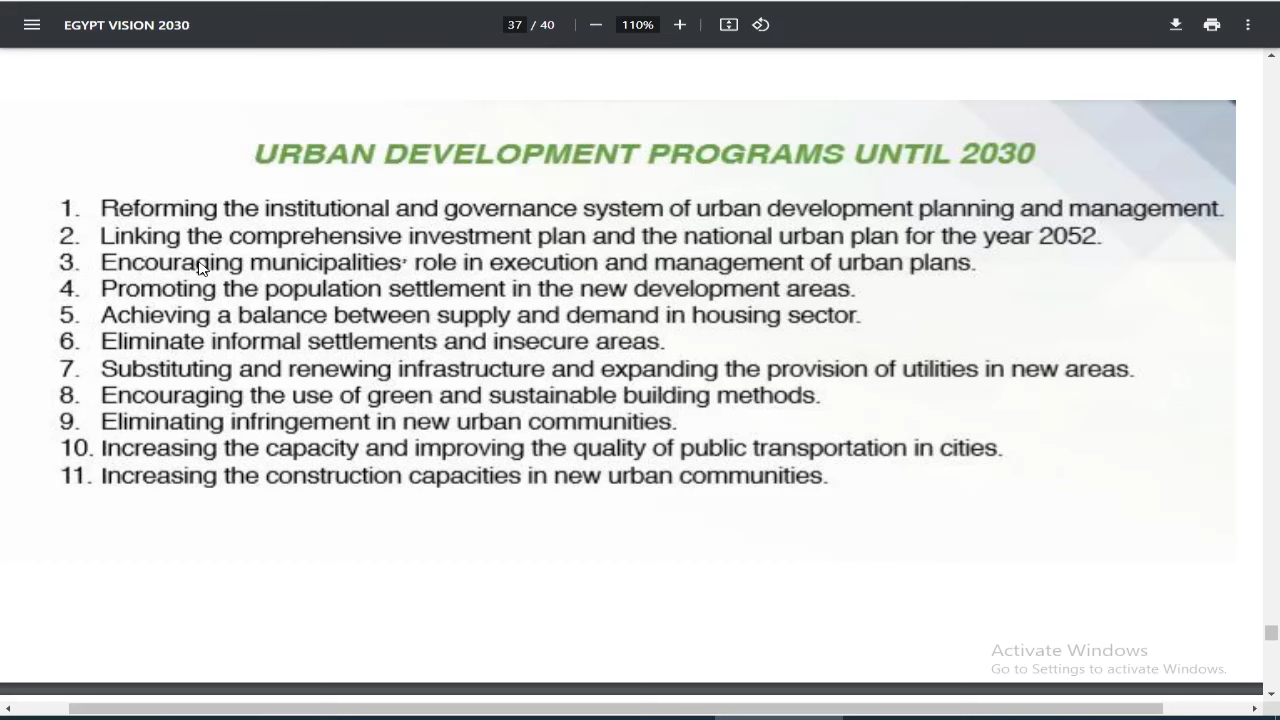 EGYPT VISION 2030
37 / 40
110%
URBAN DEVELOPMENT PROGRAMS UNTIL 2030
1. Reforming the institutional and governance system of urban development planning and management.
2. Linking the comprehensive investment plan and the national urban plan for the year 2052.
3. Encouraging municipalities' role in execution and management of urban plans.
4. Promoting the population settlement in the new development areas.
5. Achieving a balance between supply and demand in housing sector.
6. Eliminate informal settlements and insecure areas.
7. Substituting and renewing infrastructure and expanding the provision of utilities in new areas.
8. Encouraging the use of green and sustainable building methods.
9. Eliminating infringement in new urban communities.
10. Increasing the capacity and improving the quality of public transportation in cities.
11. Increasing the construction capacities in new urban communities.
Activate Windows
Go to Settings to activate Windows.